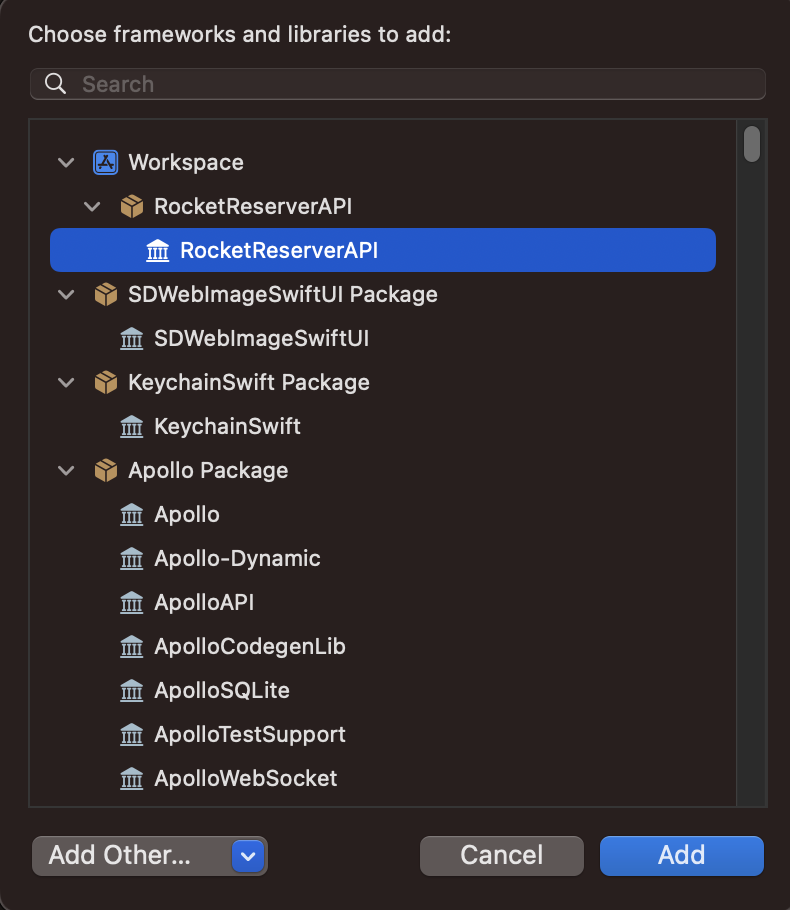 Choose frameworks and libraries to add:
Search
Workspace
RocketReserverAPI
RocketReserverAPI
SDWebImageSwiftUI Package
SDWebImageSwiftUI
KeychainSwift Package
KeychainSwift
Apollo Package
Apollo
Apollo-Dynamic
ApolloAPI
ApolloCodegenLib
ApolloSQLite
ApolloTestSupport
ApolloWebSocket
Add Other... Cancel Add